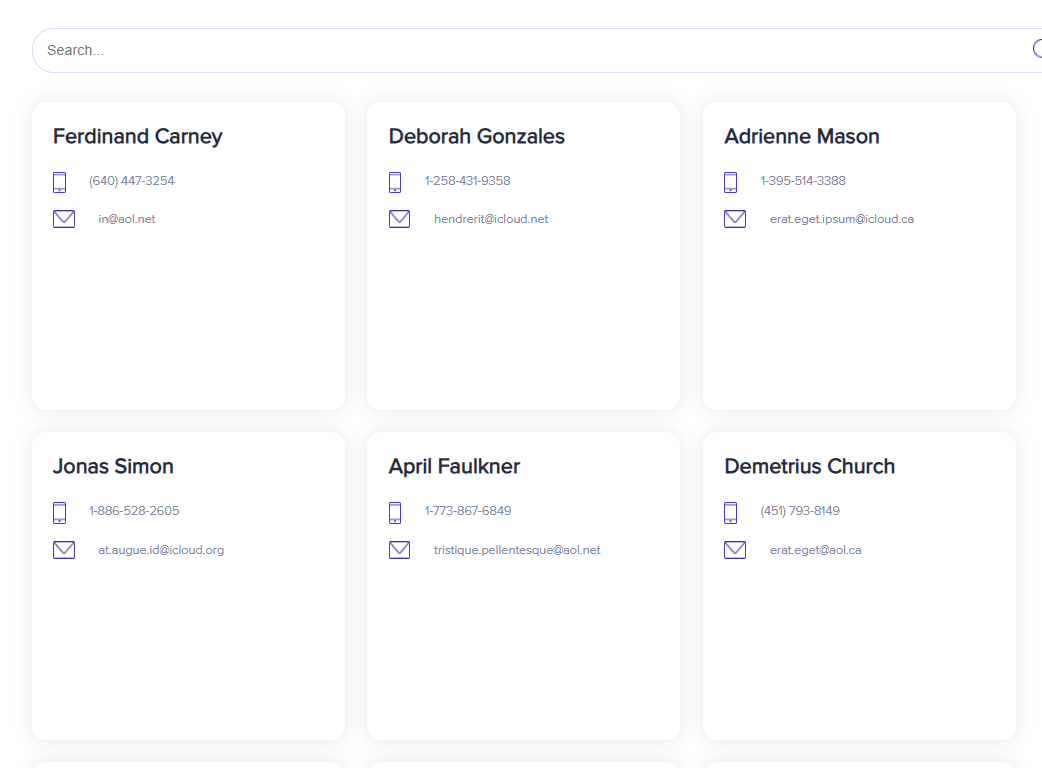 Search...
Ferdinand Carney
(640) 447-3254
in@aol.net
Deborah Gonzales
1-258-431-9358
hendrerit@icloud.net
Adrienne Mason
1-395-514-3388
erat.eget.ipsum@icloud.ca
Jonas Simon
1-886-528-2605
at.augue.id@icloud.org
April Faulkner
1-773-867-6849
tristique.pellentesque@aol.net
Demetrius Church
(451) 793-8149
erat.eget@aol.ca